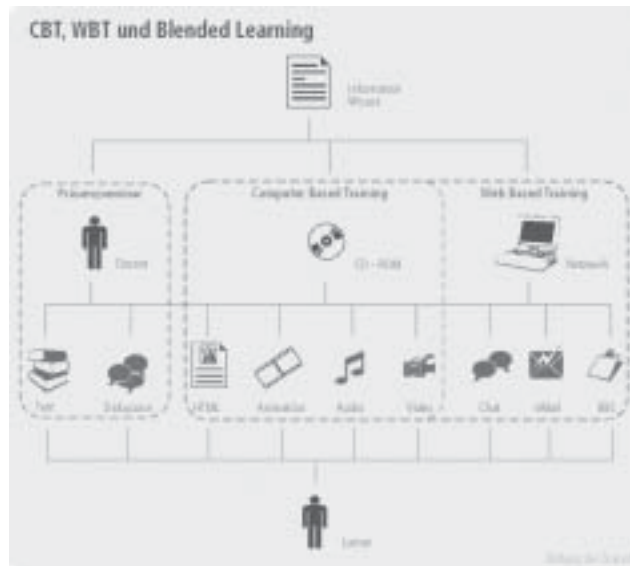 CBT, WBT und Blended Learning
Information
Wissen
Präsenzseminar
Computer Based Training
Web Based Training
Dozent
CD - ROM
Netzwerk
Text
Diskussion
HTML
Animation
Audio
Video
Chat
eMail
BBS
Lerner